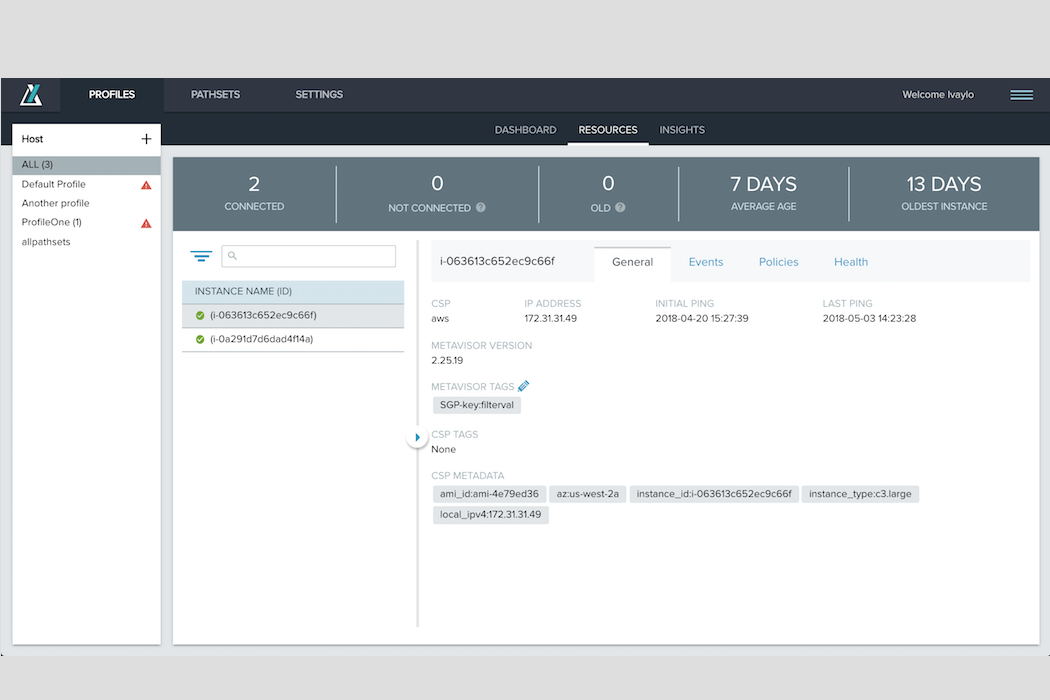 PROFILES PATHSETS SETTINGS Welcome Ivaylo
DASHBOARD RESOURCES INSIGHTS
Host +
ALL (3)
Default Profile
Another profile
ProfileOne (1)
allpathsets
2 0 0 7 DAYS 13 DAYS
CONNECTED NOT CONNECTED ? OLD ? AVERAGE AGE OLDEST INSTANCE
INSTANCE NAME (ID)
(i-063613c652ec9c66f)
(i-0a291d7d6dad4f14a)
i-063613c652ec9c66f General Events Policies Health
CSP IP ADDRESS INITIAL PING LAST PING
aws 172.31.31.49 2018-04-20 15:27:39 2018-05-03 14:23:28
METAVISOR VERSION
2.25.19
METAVISOR TAGS
SGP-key:filterval
CSP TAGS
None
CSP METADATA
ami_id:ami-4e79ed36 az:us-west-2a instance_id:i-063613c652ec9c66f instance_type:c3.large
local_ipv4:172.31.31.49